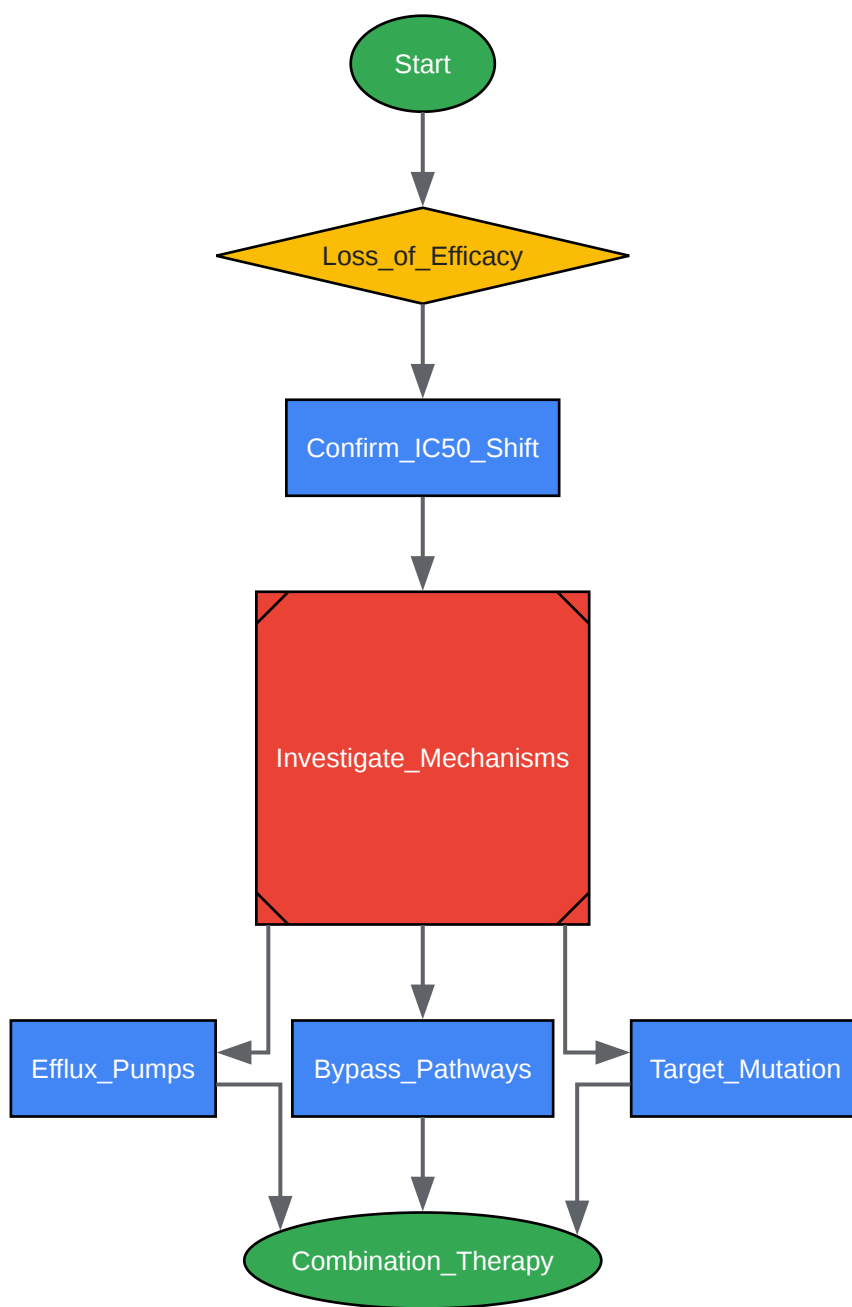 Start
Loss_of_Efficacy
Confirm_IC50_Shift
Investigate_Mechanisms
Efflux_Pumps
Bypass_Pathways
Target_Mutation
Combination_Therapy